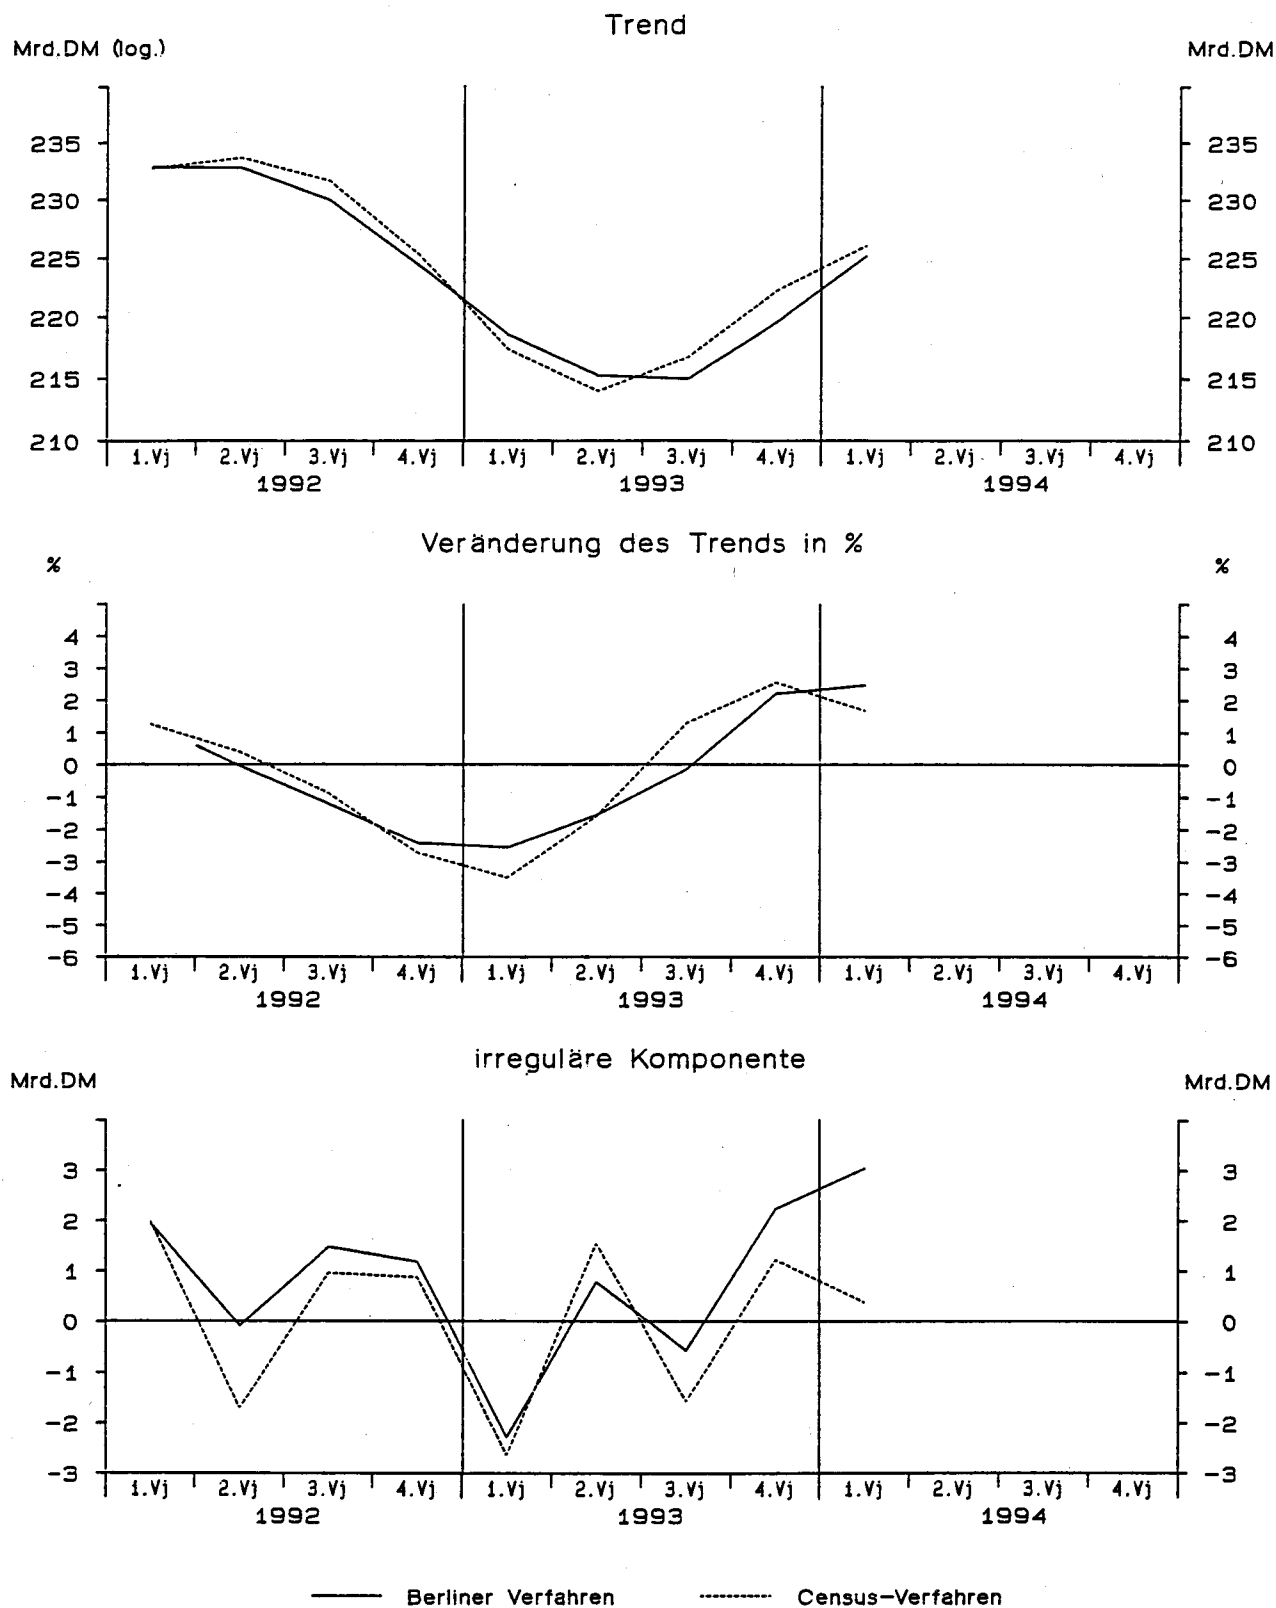 Trend
Mrd.DM (log.) Mrd.DM
235 235
230 230
225 225
220 220
215 215
210 210
1.Vj 2.Vj 3.Vj 4.Vj 1.Vj 2.Vj 3.Vj 4.Vj 1.Vj 2.Vj 3.Vj 4.Vj
1992 1993 1994
Veränderung des Trends in %
% %
4 4
3 3
2 2
1 1
0 0
-1 -1
-2 -2
-3 -3
-4 -4
-5 -5
-6 -6
1.Vj 2.Vj 3.Vj 4.Vj 1.Vj 2.Vj 3.Vj 4.Vj 1.Vj 2.Vj 3.Vj 4.Vj
1992 1993 1994
irreguläre Komponente
Mrd.DM Mrd.DM
3 3
2 2
1 1
0 0
-1 -1
-2 -2
-3 -3
1.Vj 2.Vj 3.Vj 4.Vj 1.Vj 2.Vj 3.Vj 4.Vj 1.Vj 2.Vj 3.Vj 4.Vj
1992 1993 1994
Berliner Verfahren Census-Verfahren